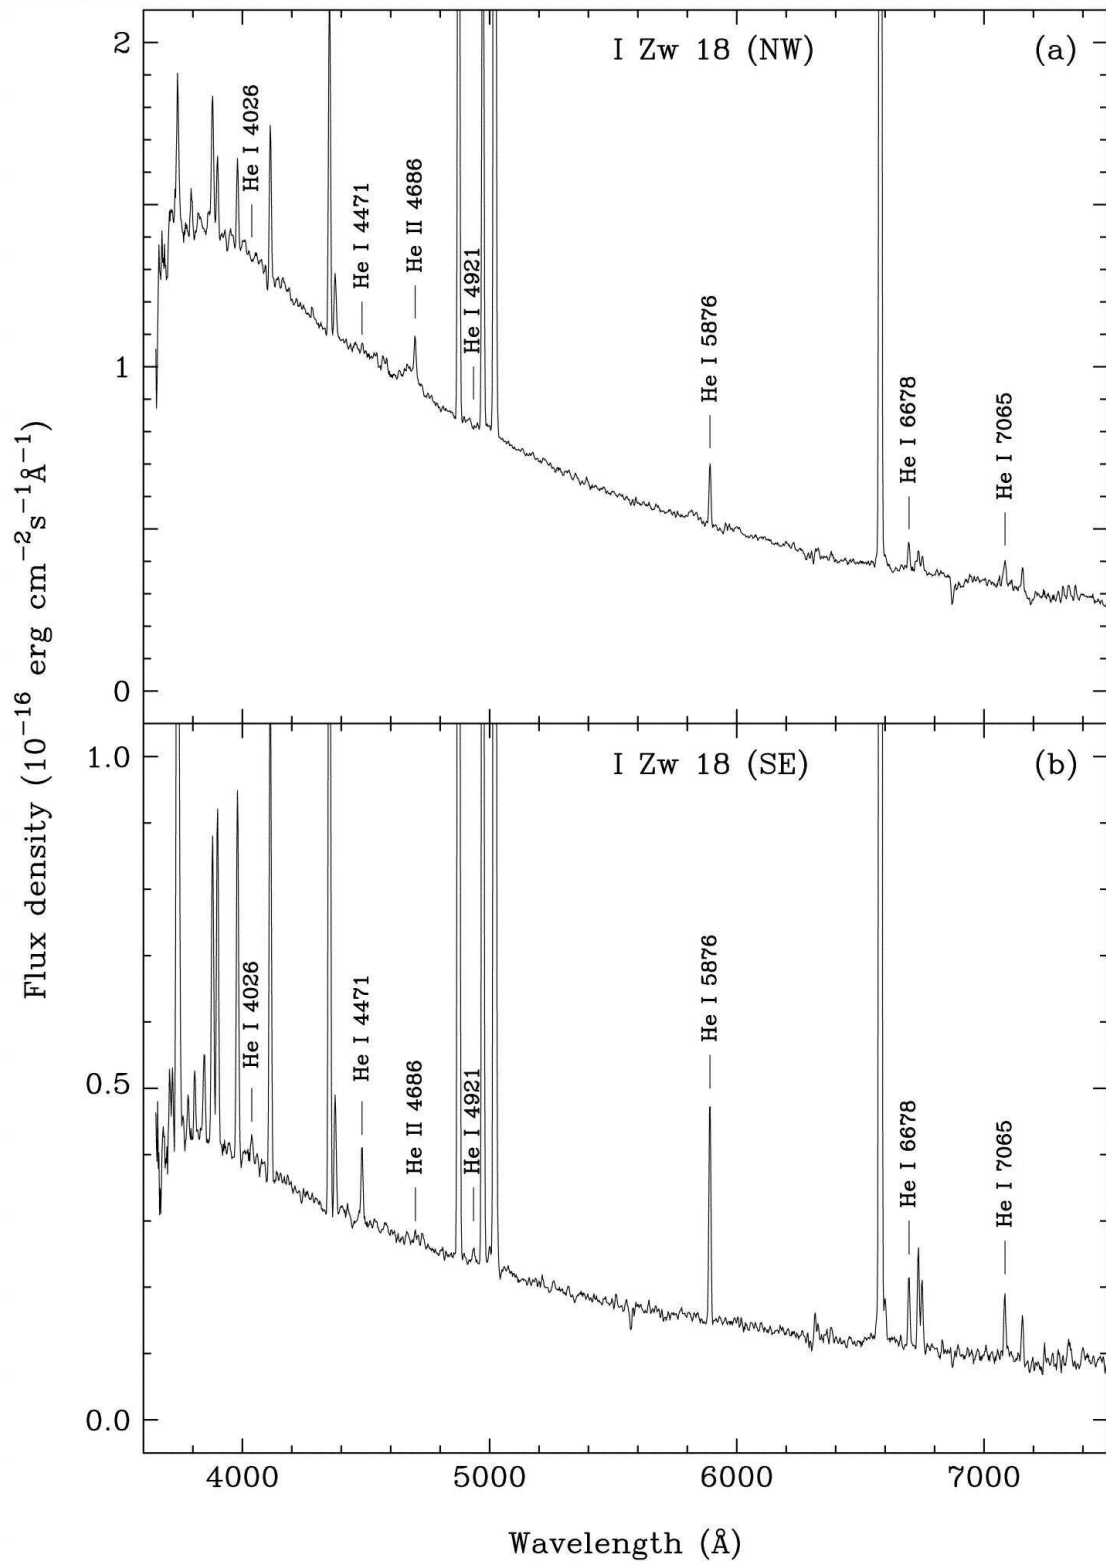 I Zw 18 (NW)
(a)
2
1
0
He I 4026
He I 4471
He II 4686
He I 4921
He I 5876
He I 6678
He I 7065
Flux density (10⁻¹⁶ erg cm⁻²s⁻¹Å⁻¹)
I Zw 18 (SE)
(b)
1.0
0.5
0.0
He I 4026
He I 4471
He II 4686
He I 4921
He I 5876
He I 6678
He I 7065
4000 5000 6000 7000
Wavelength (Å)